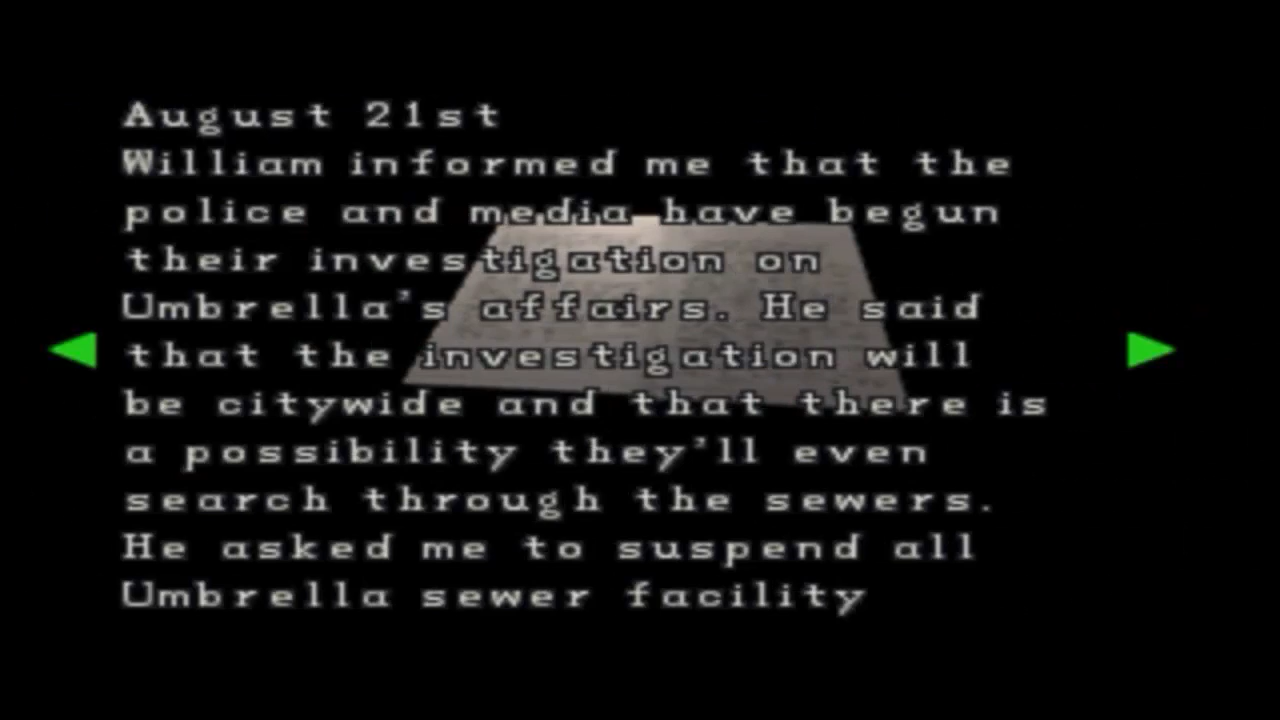 August 21st
William informed me that the
police and media have begun
their investigation on
Umbrella's affairs. He said
that the investigation will
be citywide and that there is
a possibility they'll even
search through the sewers.
He asked me to suspend all
Umbrella sewer facility